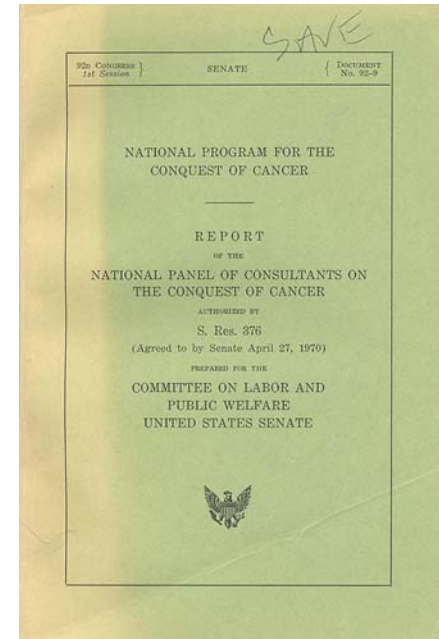 SAVE
92D CONGRESS
1st Session } SENATE { DOCUMENT
No. 92-9
NATIONAL PROGRAM FOR THE
CONQUEST OF CANCER
REPORT
OF THE
NATIONAL PANEL OF CONSULTANTS ON
THE CONQUEST OF CANCER
AUTHORIZED BY
S. Res. 376
(Agreed to by Senate April 27, 1970)
PREPARED FOR THE
COMMITTEE ON LABOR AND
PUBLIC WELFARE
UNITED STATES SENATE